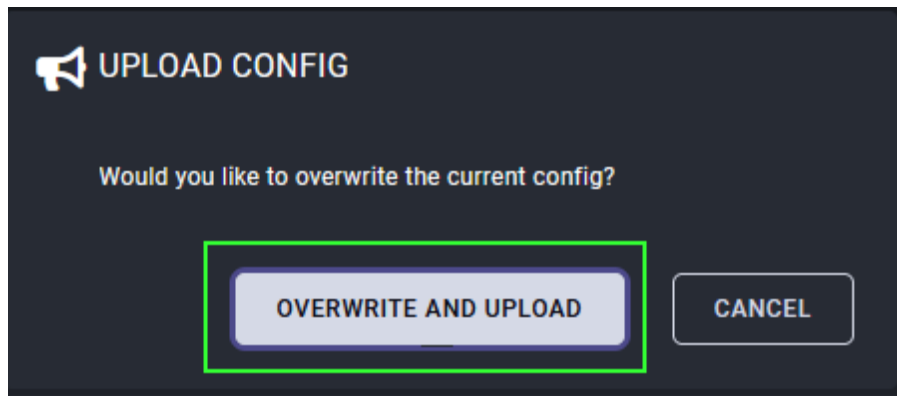 UPLOAD CONFIG
Would you like to overwrite the current config?
OVERWRITE AND UPLOAD
CANCEL